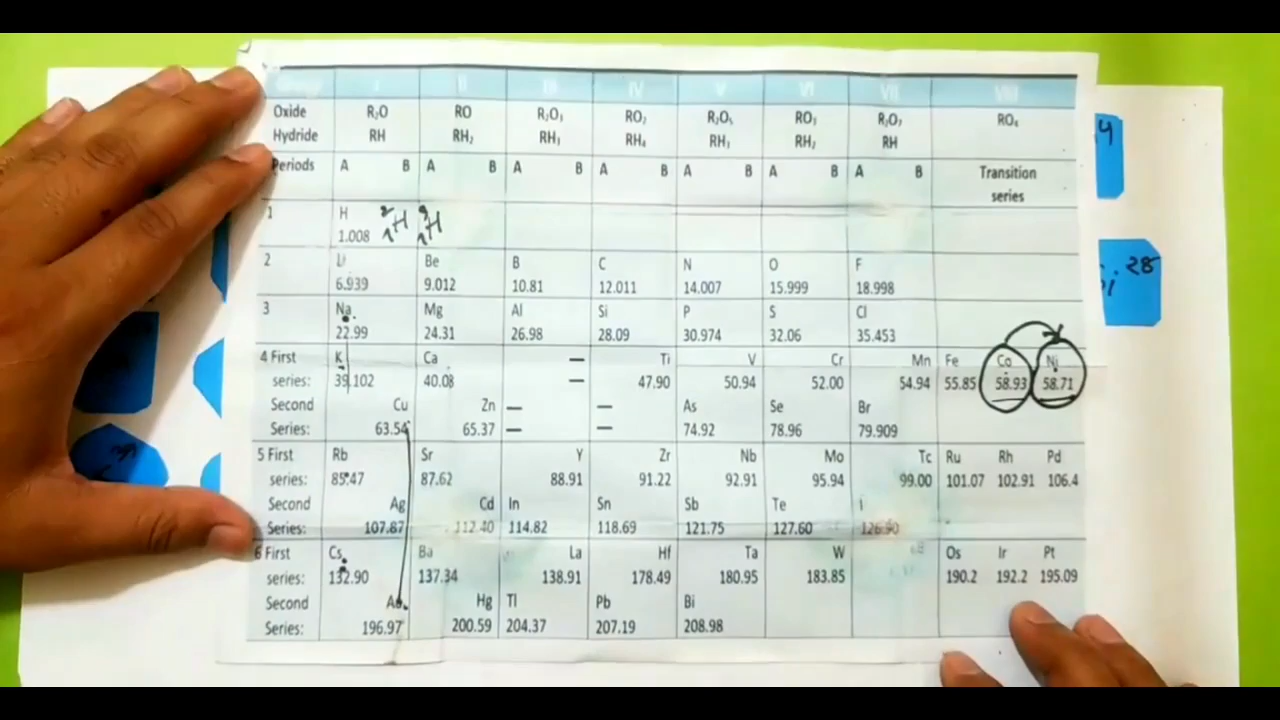 I II III IV V VI VII VIII
Oxide R₂O RO R₂O₃ RO₂ R₂O₅ RO₃ R₂O₇ RO₄
Hydride RH RH₂ RH₃ RH₄ RH₃ RH₂ RH
Periods A B A B A B A B A B A B A B Transition
series
1 H ²₁H ₁H
1.008
2 Li Be B C N O F
6.939 9.012 10.81 12.011 14.007 15.999 18.998
3 Na Mg Al Si P S Cl
22.99 24.31 26.98 28.09 30.974 32.06 35.453
4 First K Ca — Ti V Cr Mn Fe Co Ni
series: 39.102 40.08 — 47.90 50.94 52.00 54.94 55.85 58.93 58.71
Second Cu Zn — — As Se Br
Series: 63.54 65.37 — — 74.92 78.96 79.909
5 First Rb Sr Y Zr Nb Mo Tc Ru Rh Pd
series: 85.47 87.62 88.91 91.22 92.91 95.94 99.00 101.07 102.91 106.4
Second Ag Cd In Sn Sb Te I
Series: 107.87 112.40 114.82 118.69 121.75 127.60 126.90
6 First Cs Ba La Hf Ta W Os Ir Pt
series: 132.90 137.34 138.91 178.49 180.95 183.85 190.2 192.2 195.09
Second Au Hg Tl Pb Bi
Series: 196.97 200.59 204.37 207.19 208.98
28